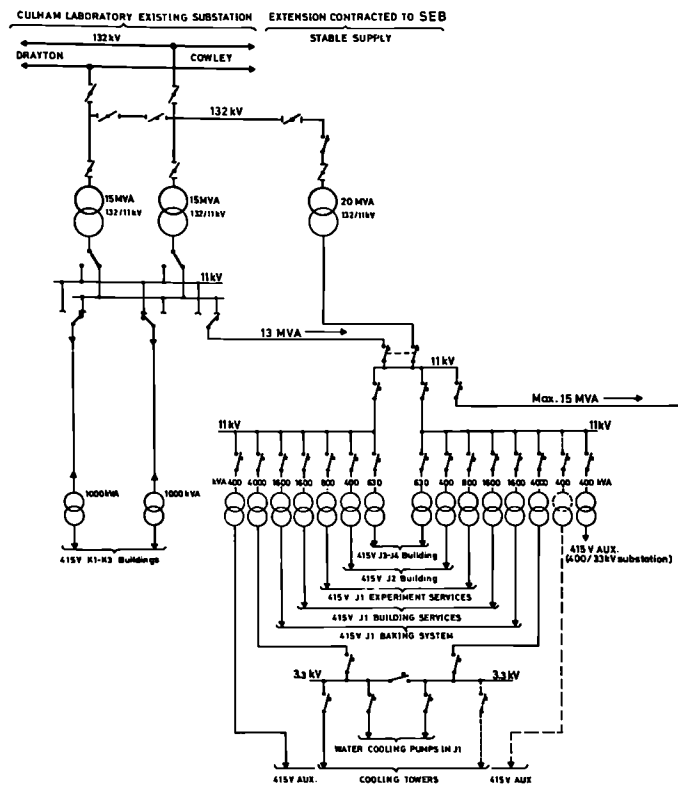 CULHAM LABORATORY EXISTING SUBSTATION
EXTENSION CONTRACTED TO SEB
132 kV
STABLE SUPPLY
DRAYTON
COWLEY
132 kV
15MVA
132/11kV
15MVA
132/11kV
20 MVA
132/11kV
11kV
13 MVA
11kV
Max. 15 MVA
11kV
11kV
kVA 400 4000 1600 1600 800 400 630
630 400 800 1600 1600 4000 400 400 kVA
1000kVA
1000kVA
415V K1-K3 Buildings
415V J3-J4 Building
415V AUX.
(400/33kV substation)
415V J2 Building
415V J1 EXPERIMENT SERVICES
415V J1 BUILDING SERVICES
415V J1 BAKING SYSTEM
3.3 kV
3.3 kV
WATER COOLING PUMPS IN J1
415V AUX.
COOLING TOWERS
415V AUX